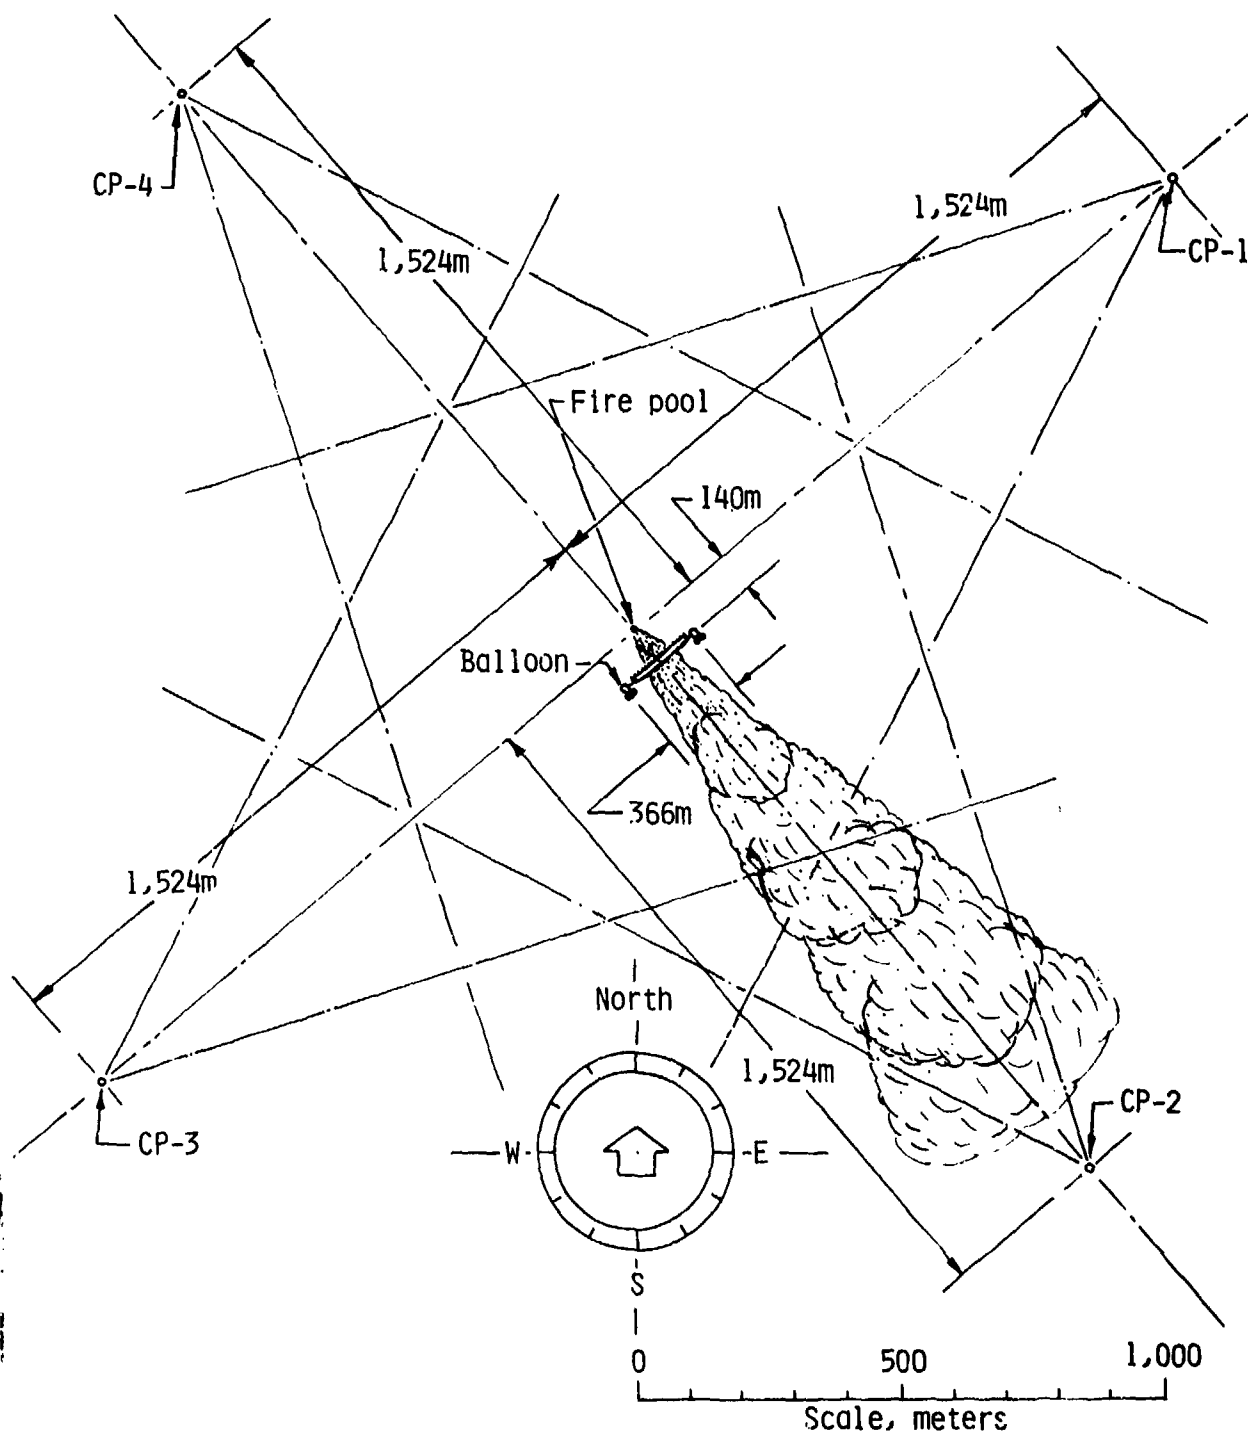 CP-4
1,524m
CP-1
1,524m
Fire pool
140m
Balloon
366m
1,524m
North
1,524m
CP-2
CP-3
W
E
S
0 500 1,000
Scale, meters